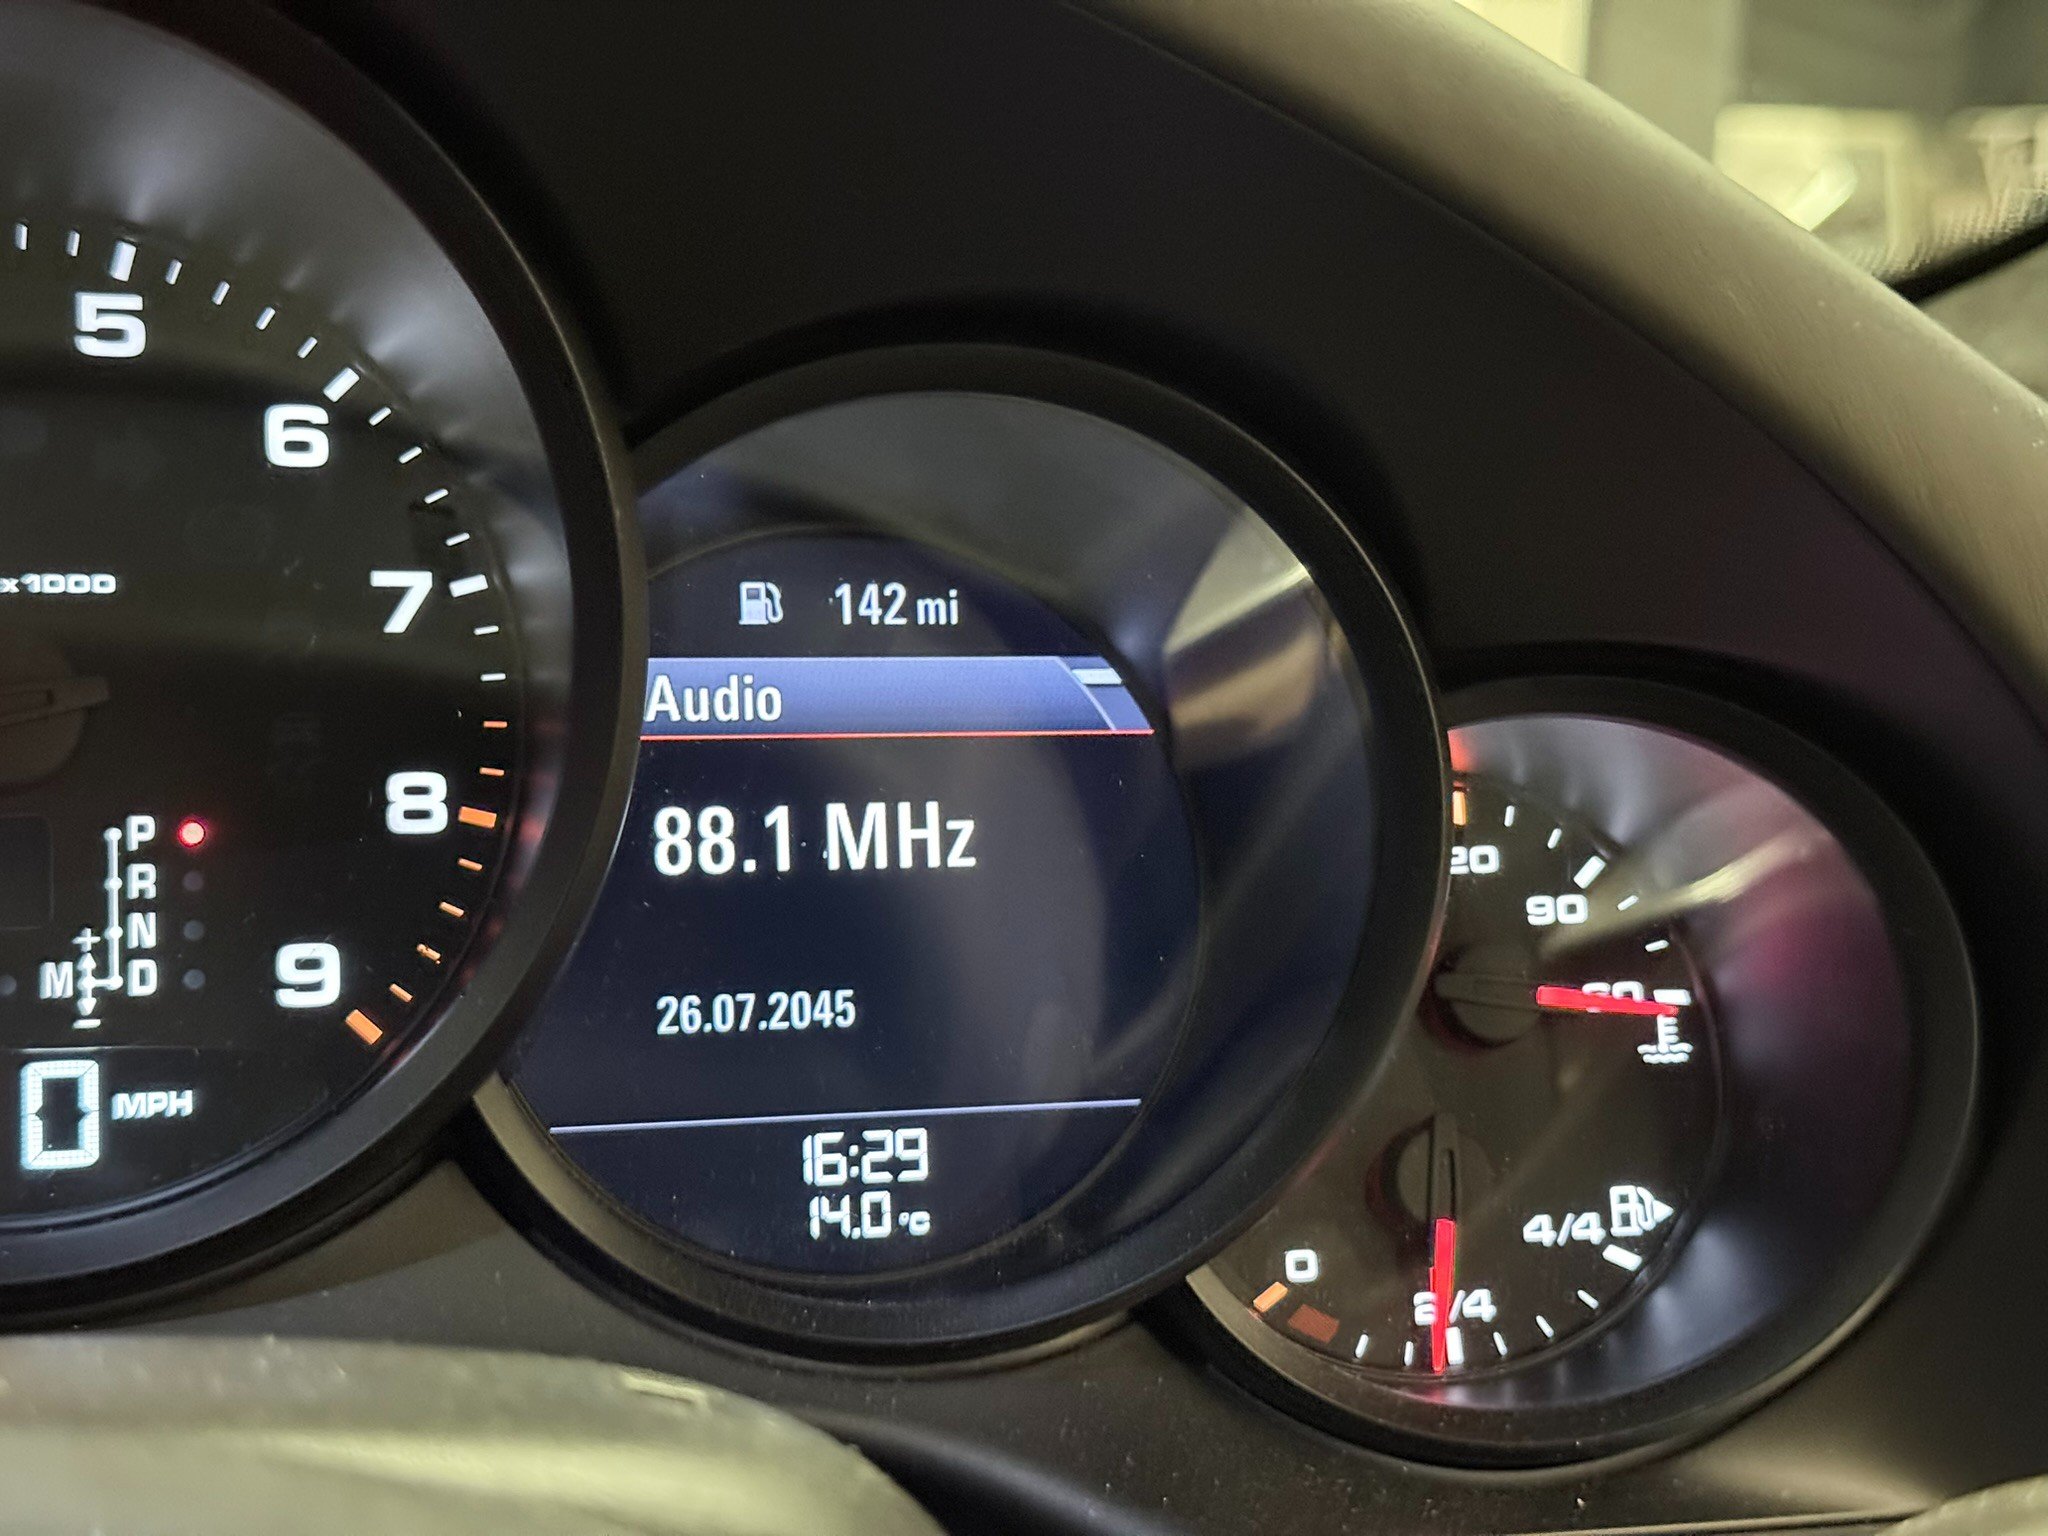 5
6
7
x1000
8
9
P
R
N
M + - D
0 MPH
142 mi
Audio
88.1 MHz
26.07.2045
16:29
14.0 °C
90
60
0
2/4
4/4